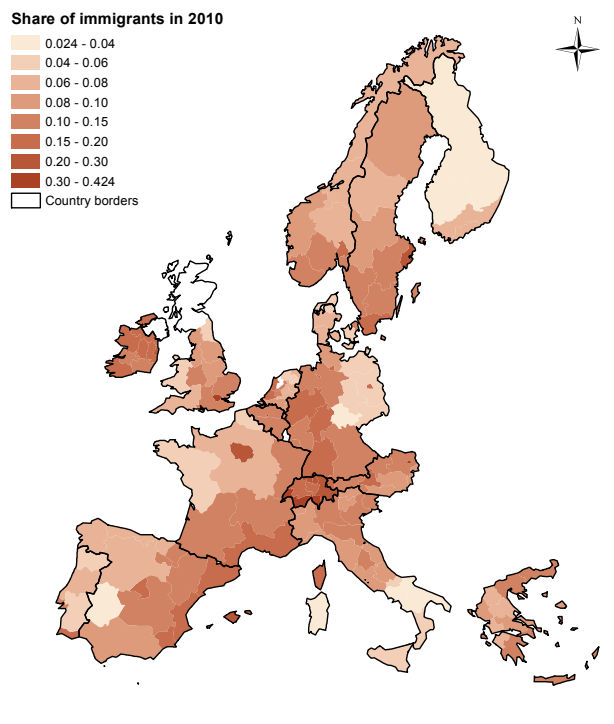 Share of immigrants in 2010
N
0.024 - 0.04
0.04 - 0.06
0.06 - 0.08
0.08 - 0.10
0.10 - 0.15
0.15 - 0.20
0.20 - 0.30
0.30 - 0.424
Country borders